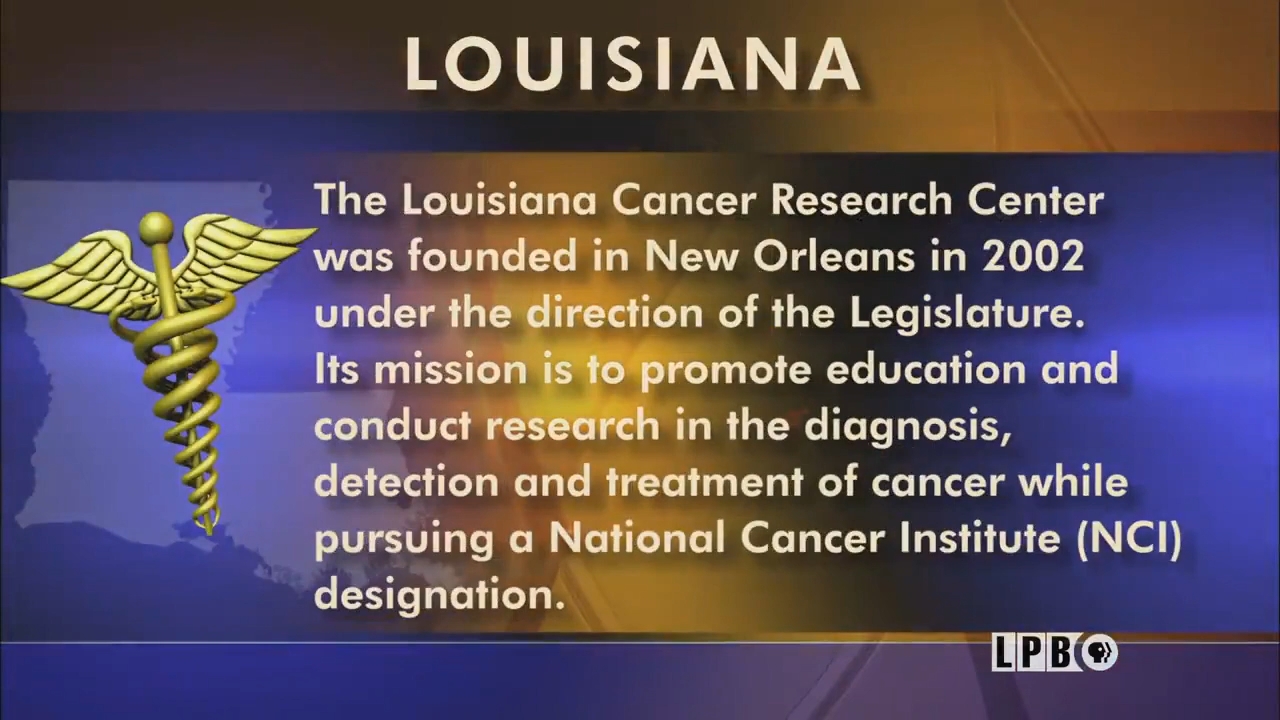 LOUISIANA
The Louisiana Cancer Research Center
was founded in New Orleans in 2002
under the direction of the Legislature.
Its mission is to promote education and
conduct research in the diagnosis,
detection and treatment of cancer while
pursuing a National Cancer Institute (NCI)
designation.
LPB